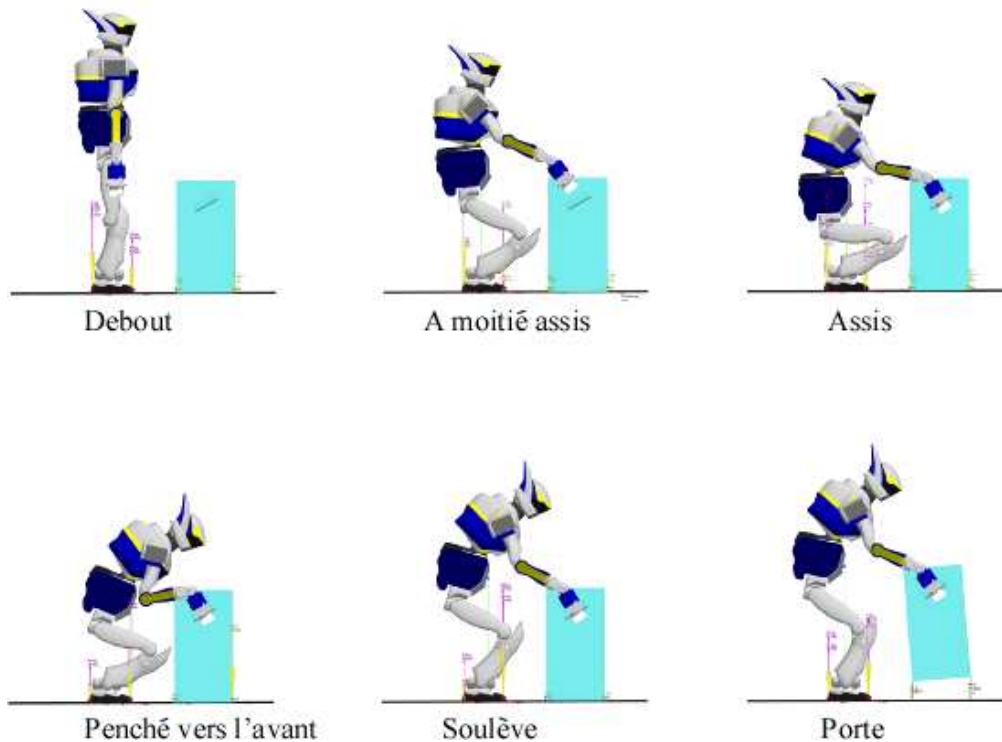 Debout
A moitié assis
Assis
Penché vers l'avant
Soulève
Porte